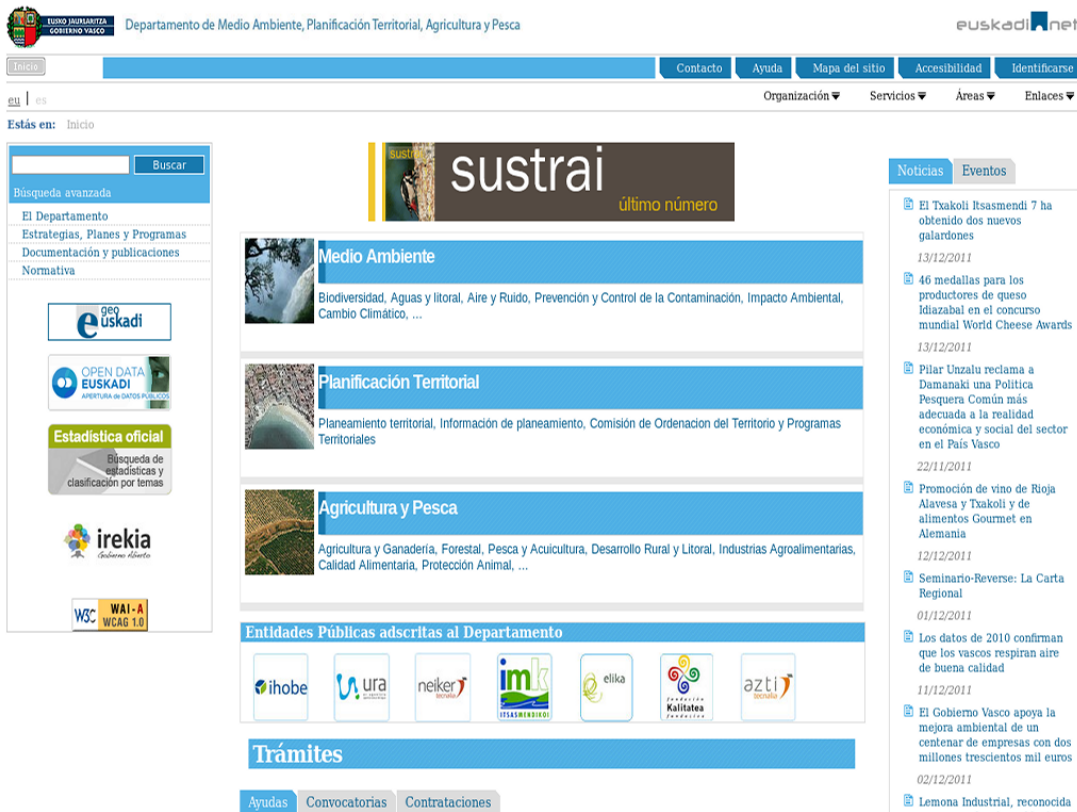 EUSKO JAURLARITZA
GOBIERNO VASCO
Departamento de Medio Ambiente, Planificación Territorial, Agricultura y Pesca
euskadi net
Inicio
Contacto
Ayuda
Mapa del sitio
Accesibilidad
Identificarse
eu | es
Organización
Servicios
Áreas
Enlaces
Estás en: Inicio
Buscar
Búsqueda avanzada
El Departamento
Estrategias, Planes y Programas
Documentación y publicaciones
Normativa
geo
euskadi
OPEN DATA
EUSKADI
APERTURA de DATOS PÚBLICOS
Estadística oficial
Búsqueda de
estadísticas y
clasificación por temas
irekia
Gobierno Abierto
W3C WAI-A
WCAG 1.0
sustrai
sustrai
último número
Medio Ambiente
Biodiversidad, Aguas y litoral, Aire y Ruido, Prevención y Control de la Contaminación, Impacto Ambiental,
Cambio Climático, ...
Planificación Territorial
Planeamiento territorial, Información de planeamiento, Comisión de Ordenacion del Territorio y Programas
Territoriales
Agricultura y Pesca
Agricultura y Ganadería, Forestal, Pesca y Acuicultura, Desarrollo Rural y Litoral, Industrias Agroalimentarias,
Calidad Alimentaria, Protección Animal, ...
Entidades Públicas adscritas al Departamento
ihobe
ura
neiker
tecnalia
imk
ITSASMENDIKOI
elika
fundación
Kalitatea
fundazioa
azti
tecnalia
Trámites
Ayudas
Convocatorias
Contrataciones
Noticias
Eventos
El Txakoli Itsasmendi 7 ha
obtenido dos nuevos
galardones
13/12/2011
46 medallas para los
productores de queso
Idiazabal en el concurso
mundial World Cheese Awards
13/12/2011
Pilar Unzalu reclama a
Damanaki una Politica
Pesquera Común más
adecuada a la realidad
económica y social del sector
en el País Vasco
22/11/2011
Promoción de vino de Rioja
Alavesa y Txakoli y de
alimentos Gourmet en
Alemania
12/12/2011
Seminario-Reverse: La Carta
Regional
01/12/2011
Los datos de 2010 confirman
que los vascos respiran aire
de buena calidad
11/12/2011
El Gobierno Vasco apoya la
mejora ambiental de un
centenar de empresas con dos
millones trescientos mil euros
02/12/2011
Lemona Industrial, reconocida